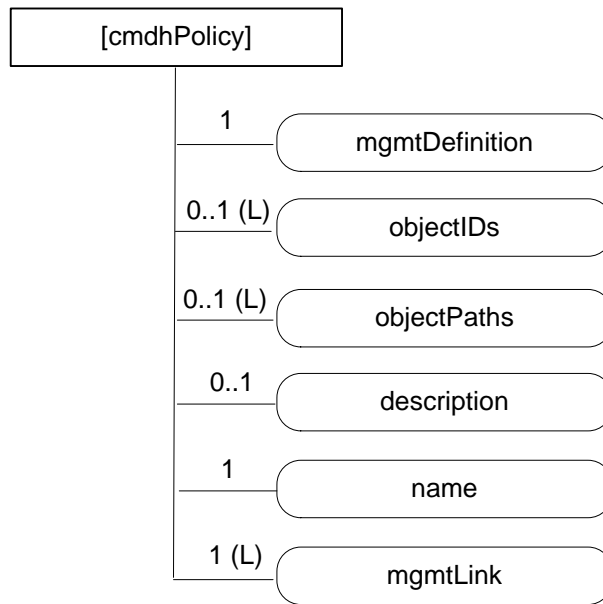 [cmdhPolicy]
1
mgmtDefinition
0..1 (L)
objectIDs
0..1 (L)
objectPaths
0..1
description
1
name
1 (L)
mgmtLink